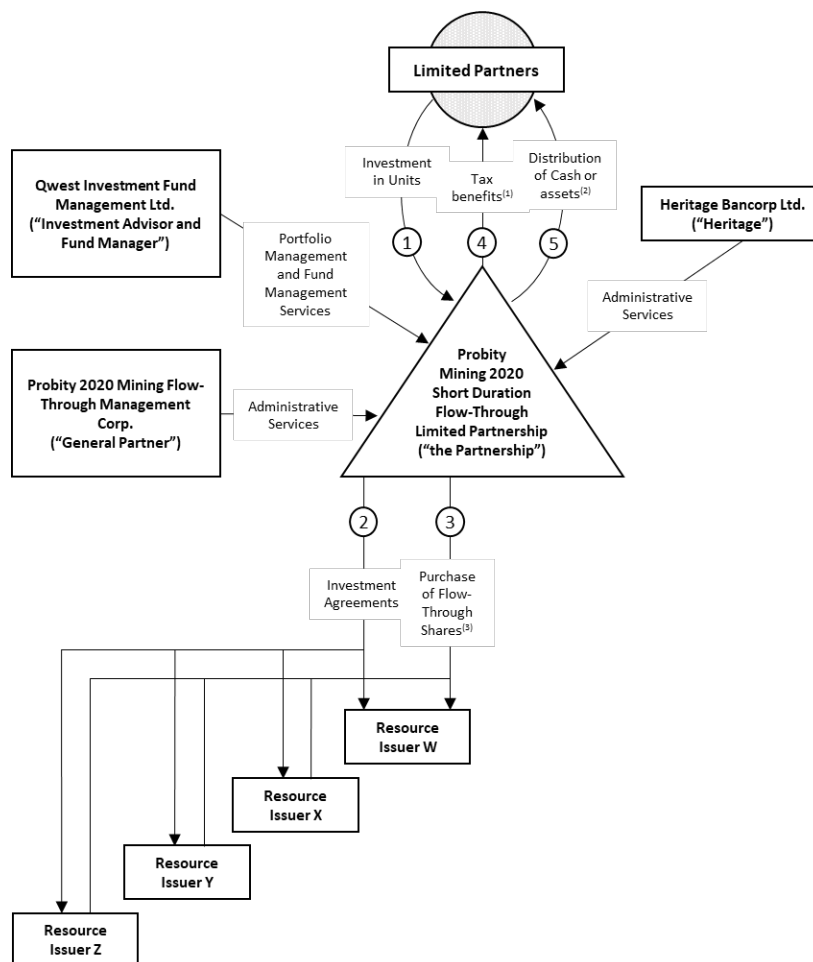 Limited Partners
Investment
in Units
Tax
benefits(1)
Distribution
of Cash or
assets(2)
Qwest Investment Fund
Management Ltd.
(“Investment Advisor and
Fund Manager”)
Heritage Bancorp Ltd.
(“Heritage”)
1
4
5
Portfolio
Management
and Fund
Management
Services
Administrative
Services
Probity 2020 Mining Flow-
Through Management
Corp.
(“General Partner”)
Administrative
Services
Probity
Mining 2020
Short Duration
Flow-Through
Limited Partnership
(“the Partnership”)
2
3
Investment
Agreements
Purchase
of Flow-
Through
Shares(3)
Resource
Issuer W
Resource
Issuer X
Resource
Issuer Y
Resource
Issuer Z